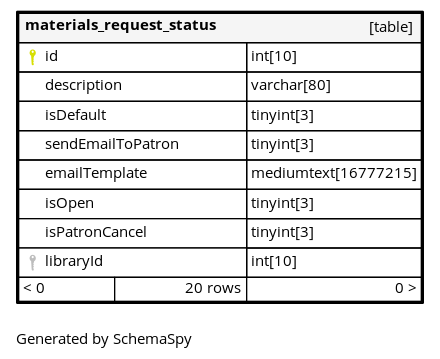 materials_request_status [table]
id int[10]
description varchar[80]
isDefault tinyint[3]
sendEmailToPatron tinyint[3]
emailTemplate mediumtext[16777215]
isOpen tinyint[3]
isPatronCancel tinyint[3]
libraryId int[10]
< 0 20 rows 0 >
Generated by SchemaSpy